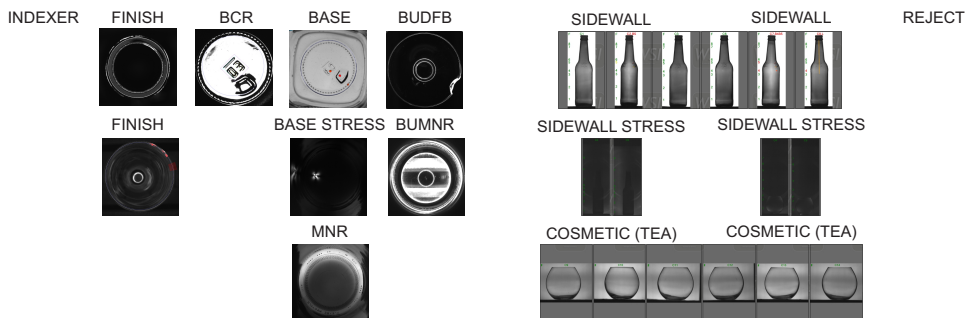 INDEXER FINISH BCR BASE BUDFB SIDEWALL SIDEWALL REJECT
FINISH BASE STRESS BUMNR SIDEWALL STRESS SIDEWALL STRESS
MNR COSMETIC (TEA) COSMETIC (TEA)